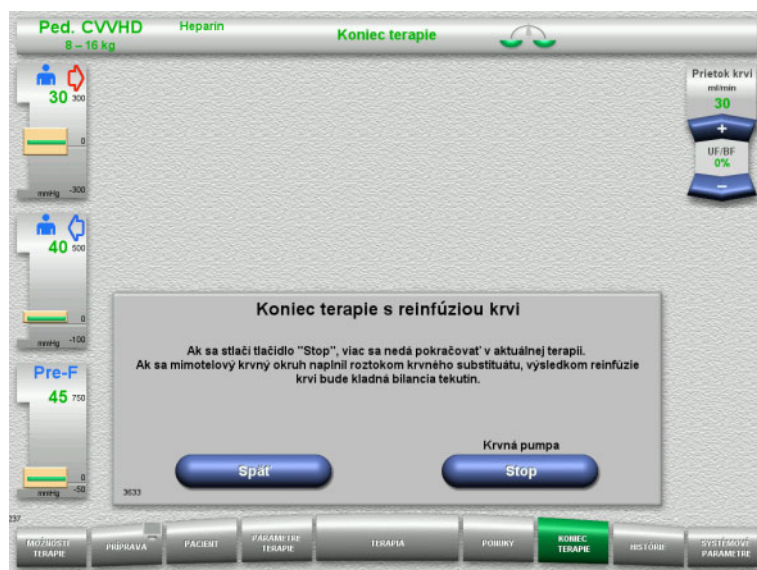 Ped. CVVHD
8 – 16 kg
Heparin
Koniec terapie
30
300
0
mmHg -300
40
500
0
mmHg -100
Pre-F
45
750
0
mmHg -50
Prietok krvi
ml/min
30
+
UF/BF
0%
–
Koniec terapie s reinfúziou krvi
Ak sa stlačí tlačidlo "Stop", viac sa nedá pokračovať v aktuálnej terapii.
Ak sa mimotelový krvný okruh naplnil roztokom krvného substituátu, výsledkom reinfúzie
krvi bude kladná bilancia tekutín.
Krvná pumpa
Späť
Stop
3633
237
MOŽNOSTI
TERAPIE
PRÍPRAVA
PACIENT
PARAMETRE
TERAPIE
TERAPIA
PONUKY
KONIEC
TERAPIE
HISTÓRIE
SYSTÉMOVÉ
PARAMETRE